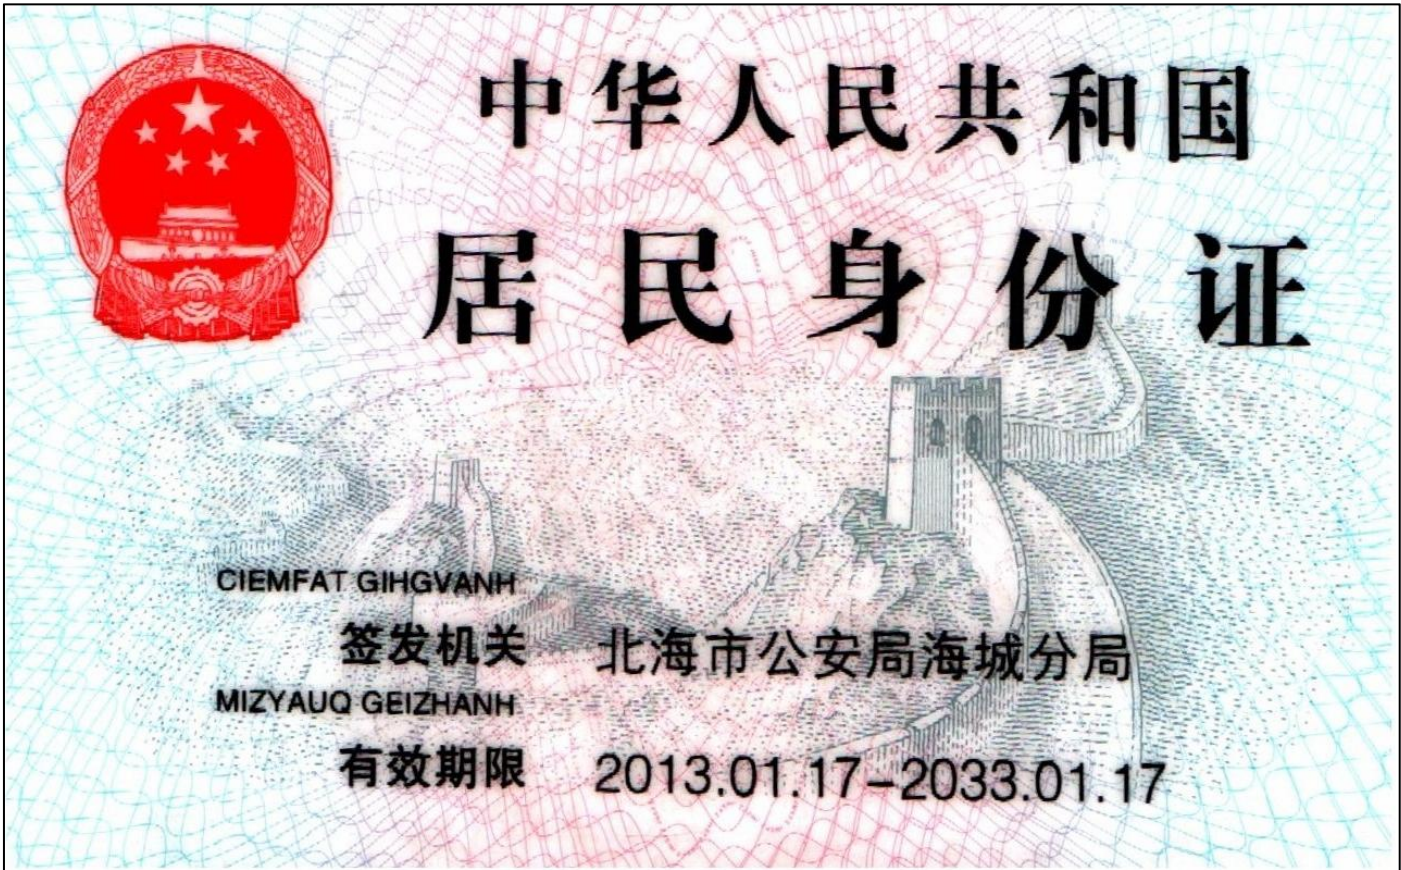 中华人民共和国
居民身份证
CIEMFAT GIHGVANH
签发机关 北海市公安局海城分局
MIZYAUQ GEIZHANH
有效期限 2013.01.17-2033.01.17